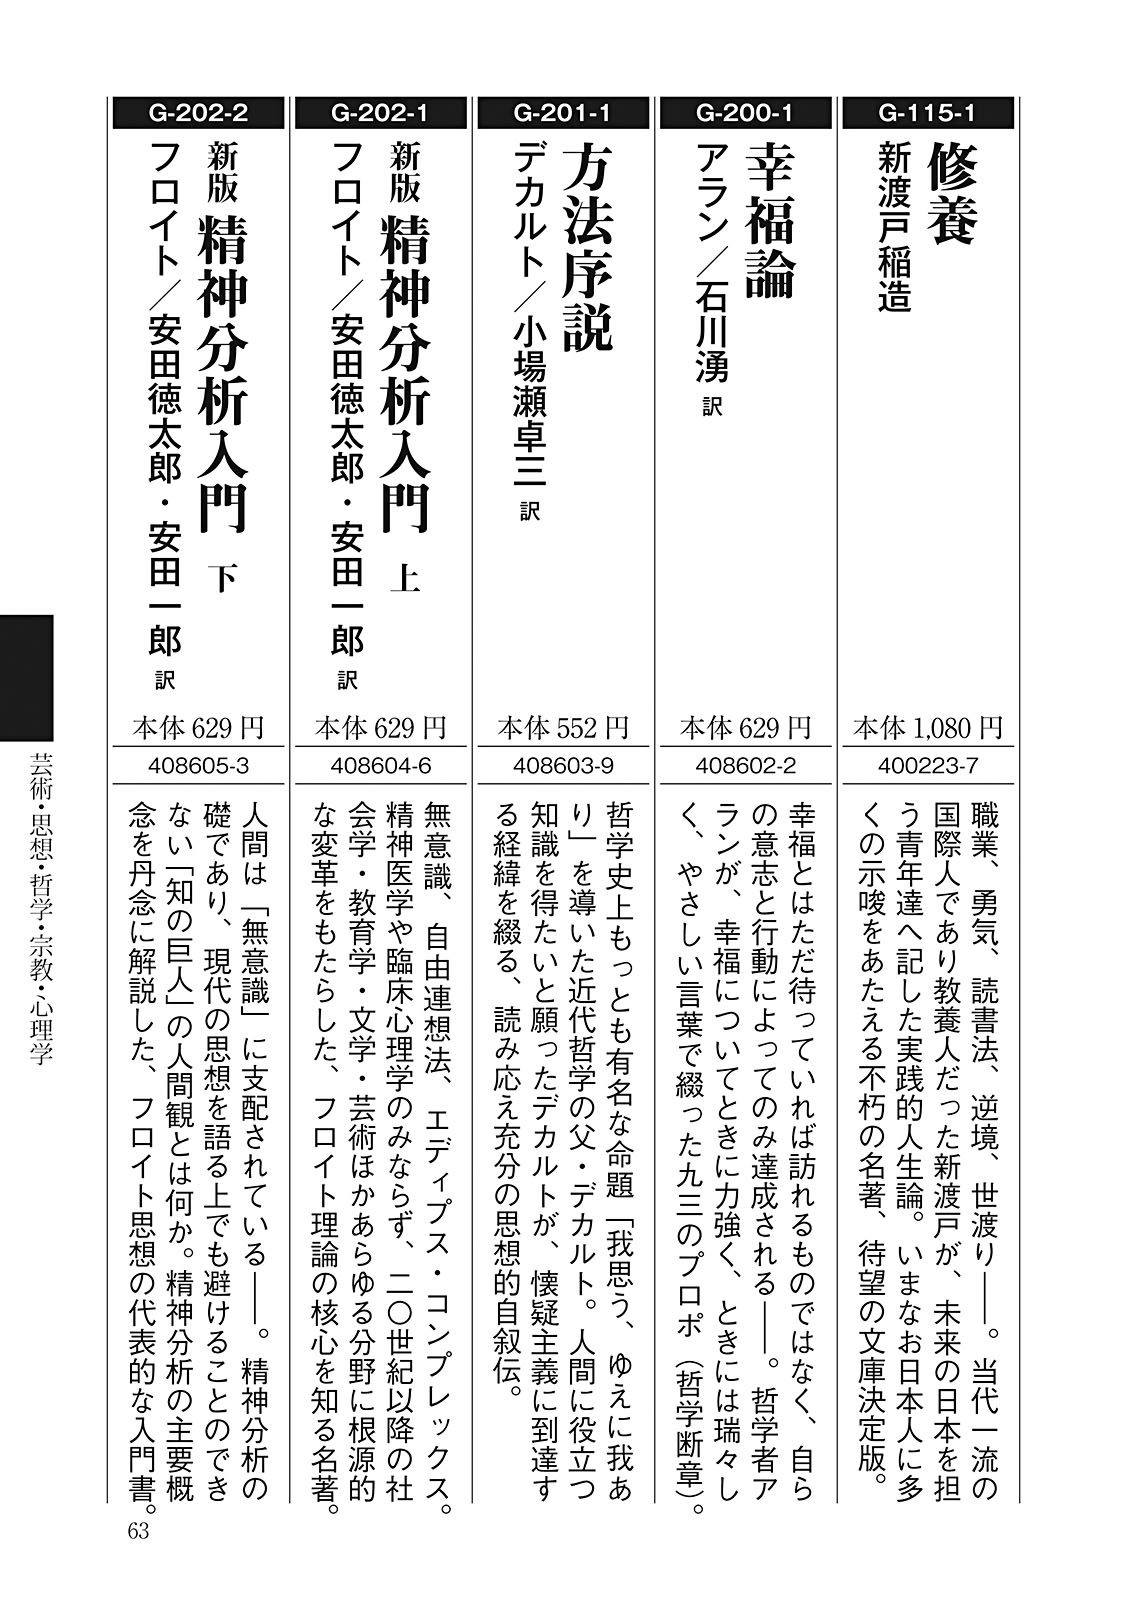 G-115-1
修養
新渡戸稲造
本体1,080円
400223-7
職業、勇気、読書法、逆境、世渡り――。当代一流の
国際人であり教養人だった新渡戸が、未来の日本を担
う青年達へ記した実践的人生論。いまなお日本人に多
くの示唆をあたえる不朽の名著、待望の文庫決定版。
G-200-1
幸福論
アラン／石川湧 訳
本体629円
408602-2
幸福とはただ待っていれば訪れるものではなく、自ら
の意志と行動によってのみ達成される――。哲学者ア
ランが、幸福についてときに力強く、ときには瑞々し
く、やさしい言葉で綴った九三のプロポ（哲学断章）。
G-201-1
方法序説
デカルト／小場瀬卓三 訳
本体552円
408603-9
哲学史上もっとも有名な命題「我思う、ゆえに我あ
り」を導いた近代哲学の父・デカルト。人間に役立つ
知識を得たいと願ったデカルトが、懐疑主義に到達す
る経緯を綴る、読み応え充分の思想的自叙伝。
G-202-1
新版 精神分析入門 上
フロイト／安田徳太郎・安田一郎 訳
本体629円
408604-6
無意識、自由連想法、エディプス・コンプレックス。
精神医学や臨床心理学のみならず、二〇世紀以降の社
会学・教育学・文学・芸術ほかあらゆる分野に根源的
な変革をもたらした、フロイト理論の核心を知る名著。
G-202-2
新版 精神分析入門 下
フロイト／安田徳太郎・安田一郎 訳
本体629円
408605-3
人間は「無意識」に支配されている――。精神分析の
礎であり、現代の思想を語る上でも避けることのでき
ない「知の巨人」の人間観とは何か。精神分析の主要概
念を丹念に解説した、フロイト思想の代表的な入門書。
芸術・思想・哲学・宗教・心理学
63